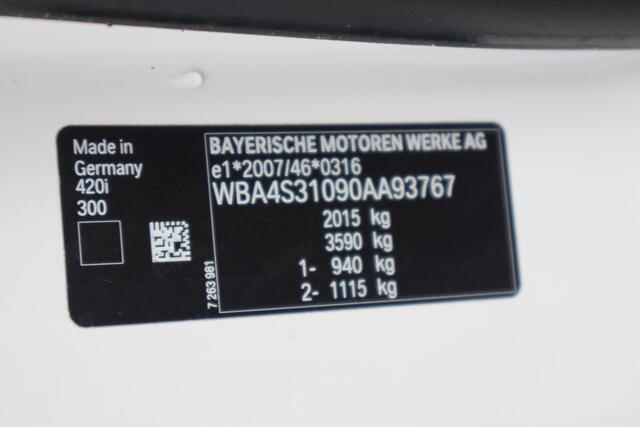 Made in
Germany
420i
300
7 263 981
BAYERISCHE MOTOREN WERKE AG
e1*2007/46*0316
WBA4S31090AA93767
2015 kg
3590 kg
1- 940 kg
2- 1115 kg